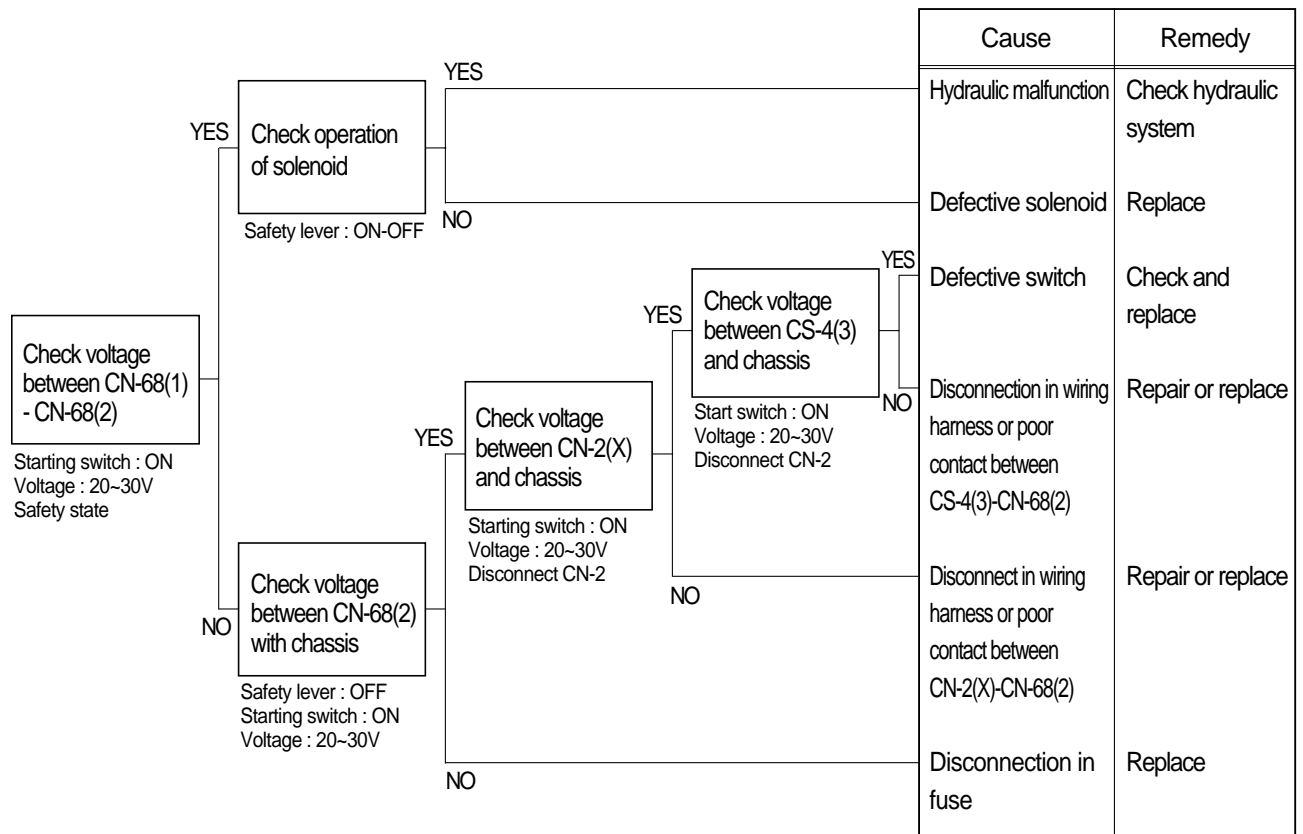 Cause
Remedy
YES
Hydraulic malfunction
Check hydraulic
system
YES
Check operation
of solenoid
Safety lever : ON-OFF
NO
Defective solenoid
Replace
YES
Defective switch
Check and
replace
YES
Check voltage
between CS-4(3)
and chassis
Start switch : ON
Voltage : 20~30V
Disconnect CN-2
NO
Disconnection in wiring
harness or poor
contact between
CS-4(3)-CN-68(2)
Repair or replace
Check voltage
between CN-68(1)
- CN-68(2)
Starting switch : ON
Voltage : 20~30V
Safety state
YES
Check voltage
between CN-2(X)
and chassis
Starting switch : ON
Voltage : 20~30V
Disconnect CN-2
NO
Disconnect in wiring
harness or poor
contact between
CN-2(X)-CN-68(2)
Repair or replace
NO
Check voltage
between CN-68(2)
with chassis
Safety lever : OFF
Starting switch : ON
Voltage : 20~30V
NO
Disconnection in
fuse
Replace